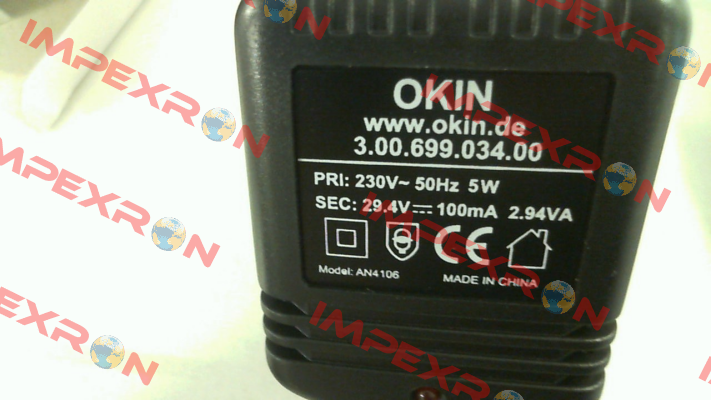 OKIN
www.okin.de
3.00.699.034.00
PRI: 230V~ 50Hz 5W
SEC: 29.4V⎓100mA 2.94VA
CE
Model: AN4106
MADE IN CHINA
IMPEXRON
IMPEXRON
IMPEXRON
IMPEXRON
IMPEXRON
IMPEXRON